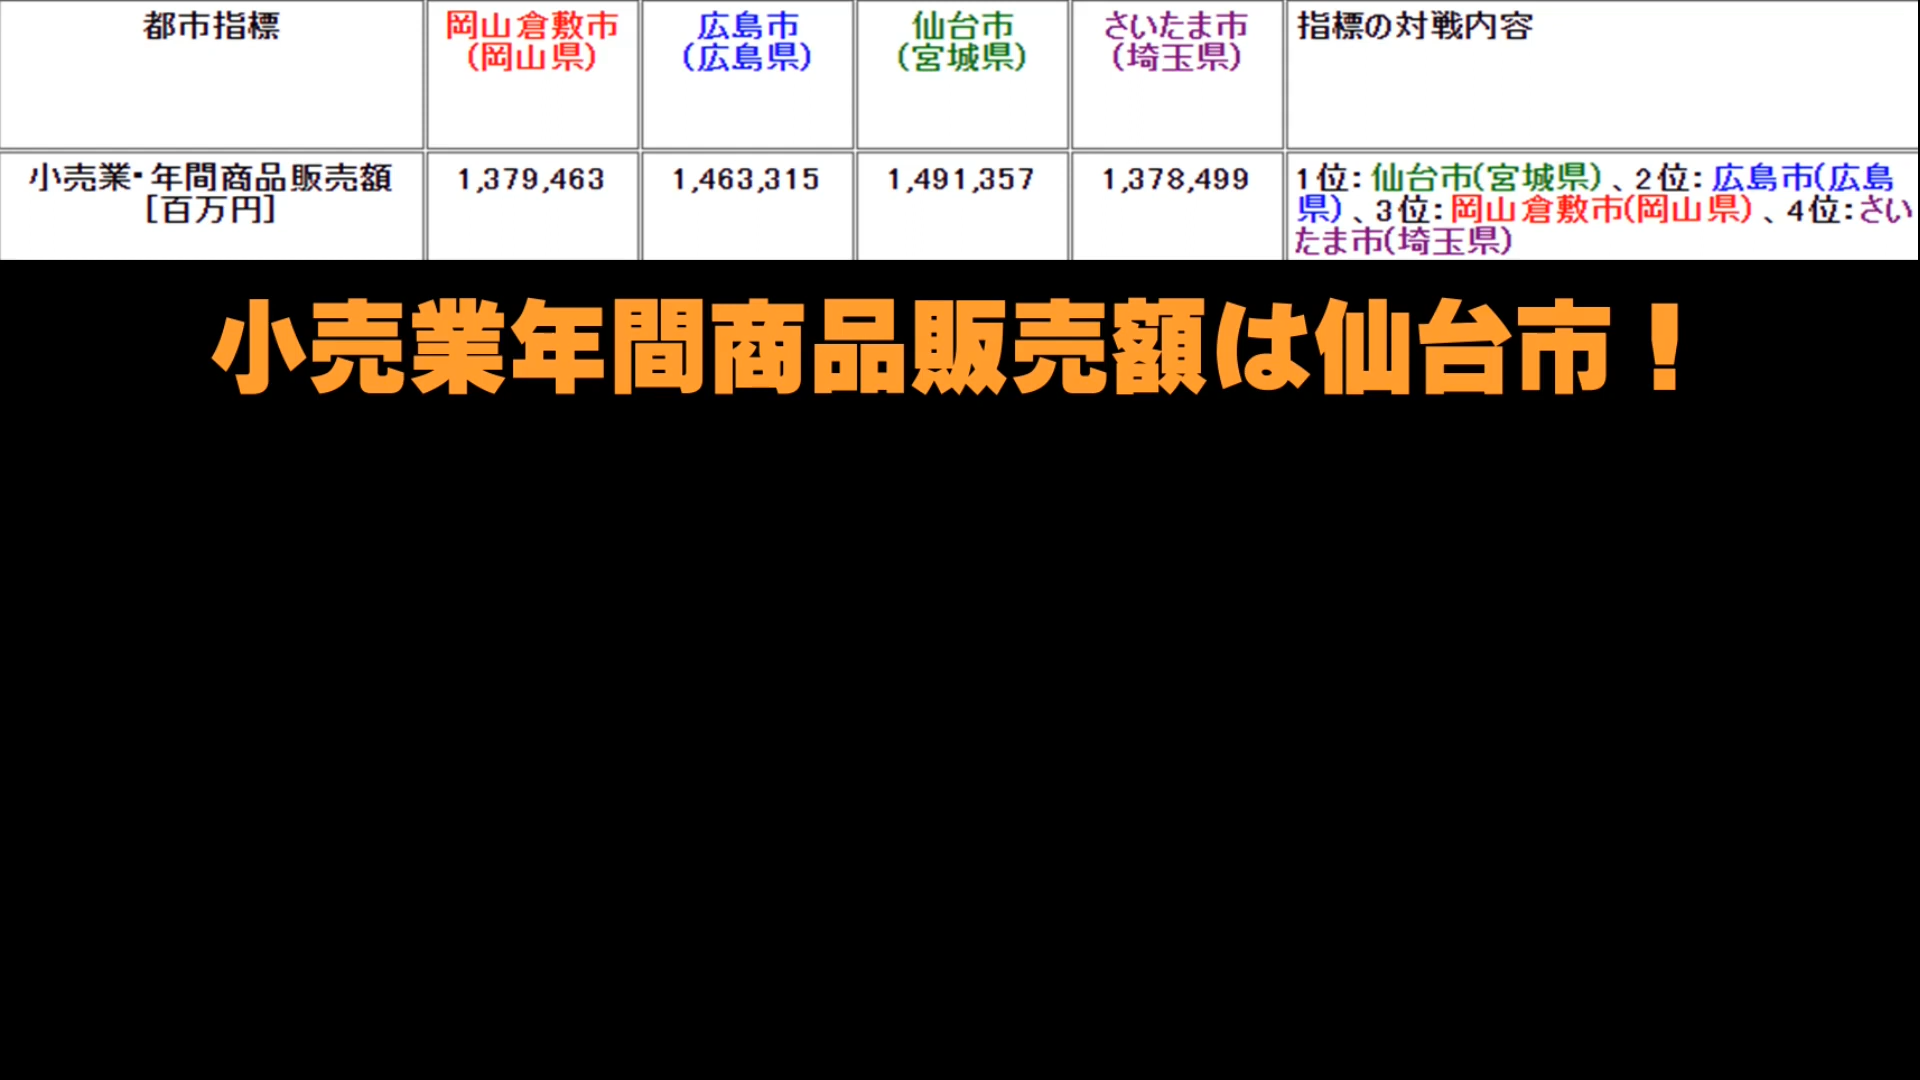 都市指標
岡山倉敷市
(岡山県)
広島市
(広島県)
仙台市
(宮城県)
さいたま市
(埼玉県)
指標の対戦内容
小売業・年間商品販売額
[百万円]
1,379,463
1,463,315
1,491,357
1,378,499
1位:仙台市(宮城県)、2位:広島市(広島
県)、3位:岡山倉敷市(岡山県)、4位:さい
たま市(埼玉県)
小売業年間商品販売額は仙台市！